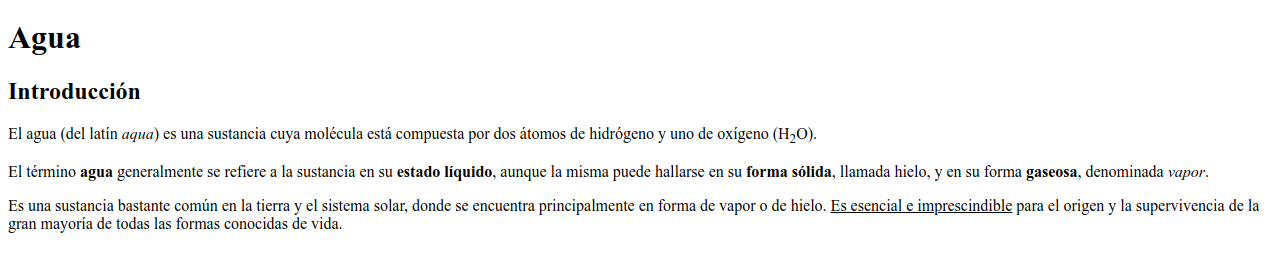 Agua
Introducción
El agua (del latín aqua) es una sustancia cuya molécula está compuesta por dos átomos de hidrógeno y uno de oxígeno (H₂O).
El término agua generalmente se refiere a la sustancia en su estado líquido, aunque la misma puede hallarse en su forma sólida, llamada hielo, y en su forma gaseosa, denominada vapor.
Es una sustancia bastante común en la tierra y el sistema solar, donde se encuentra principalmente en forma de vapor o de hielo. Es esencial e imprescindible para el origen y la supervivencia de la
gran mayoría de todas las formas conocidas de vida.